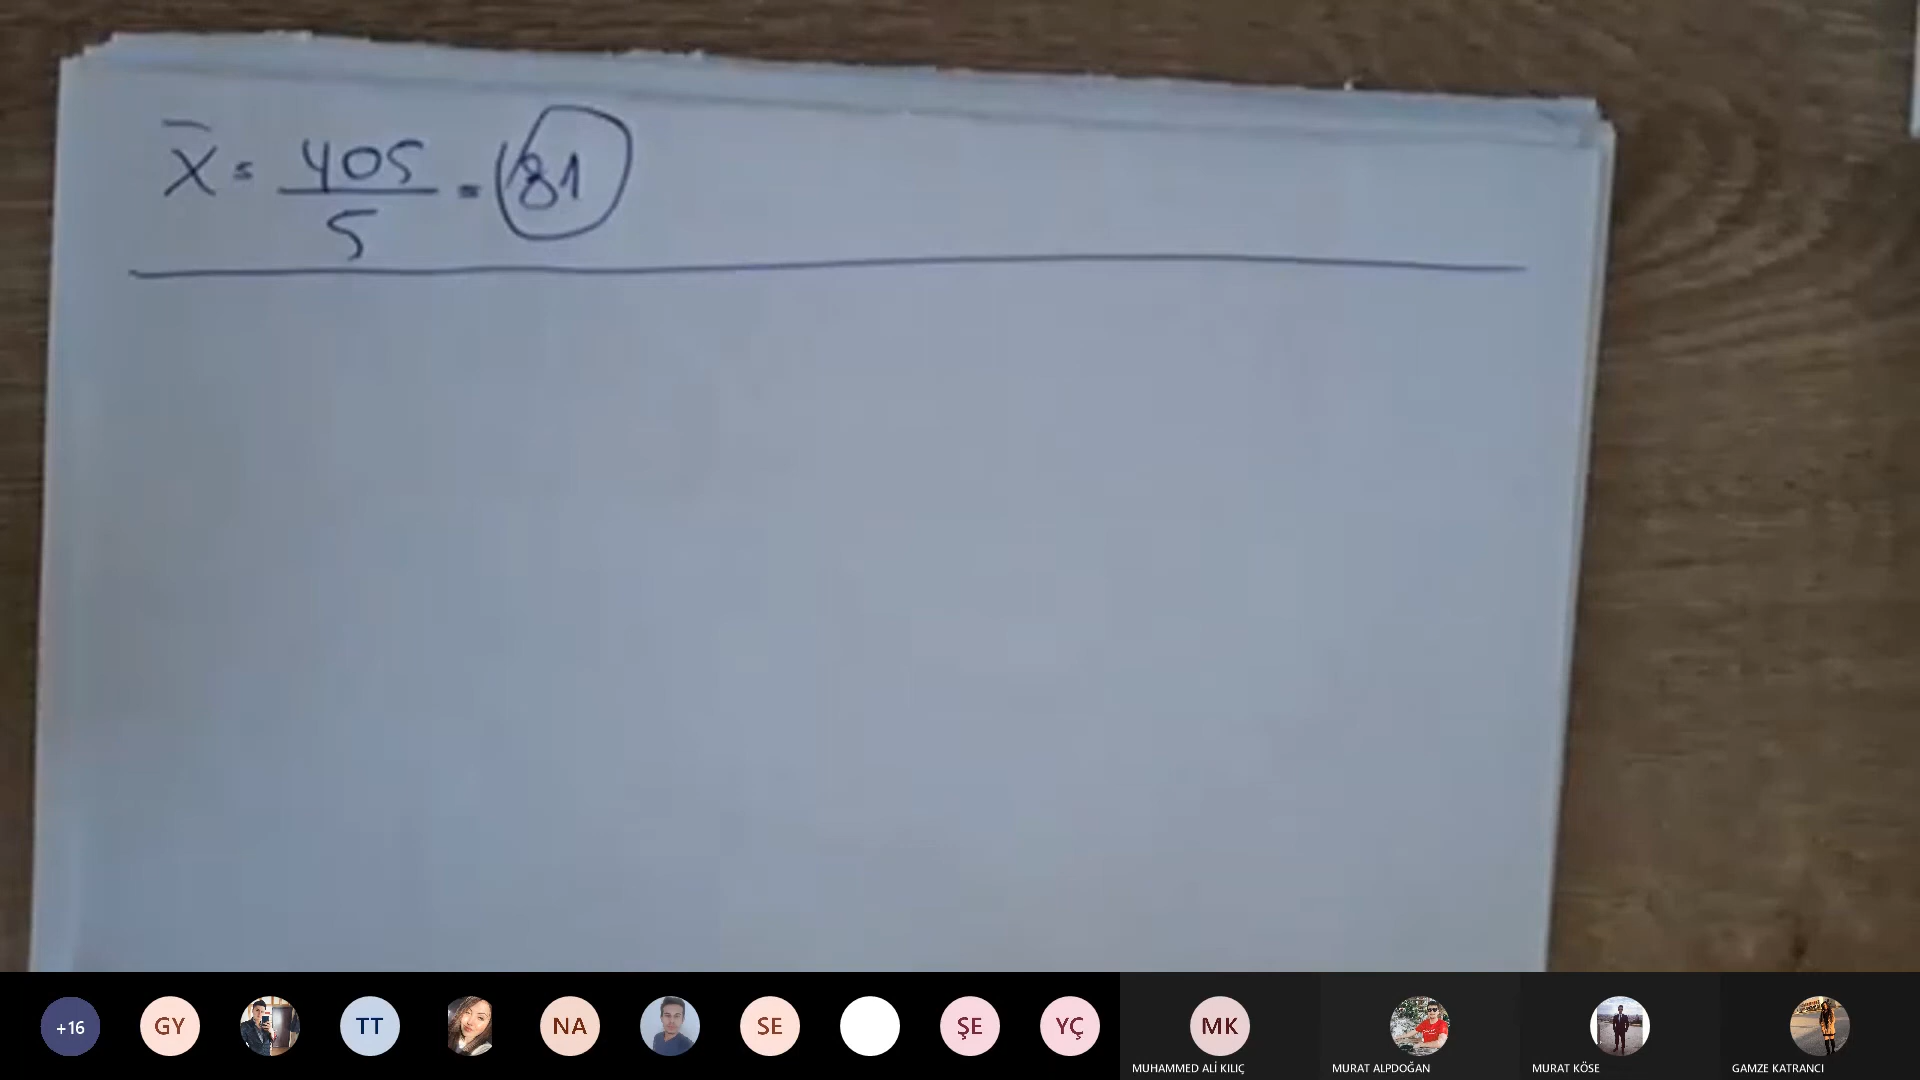 x̄ = 405 / 5 = 81
+16 GY TT NA SE ŞE YÇ MK
MUHAMMED ALİ KILIÇ MURAT ALPDOĞAN MURAT KÖSE GAMZE KATRANCI